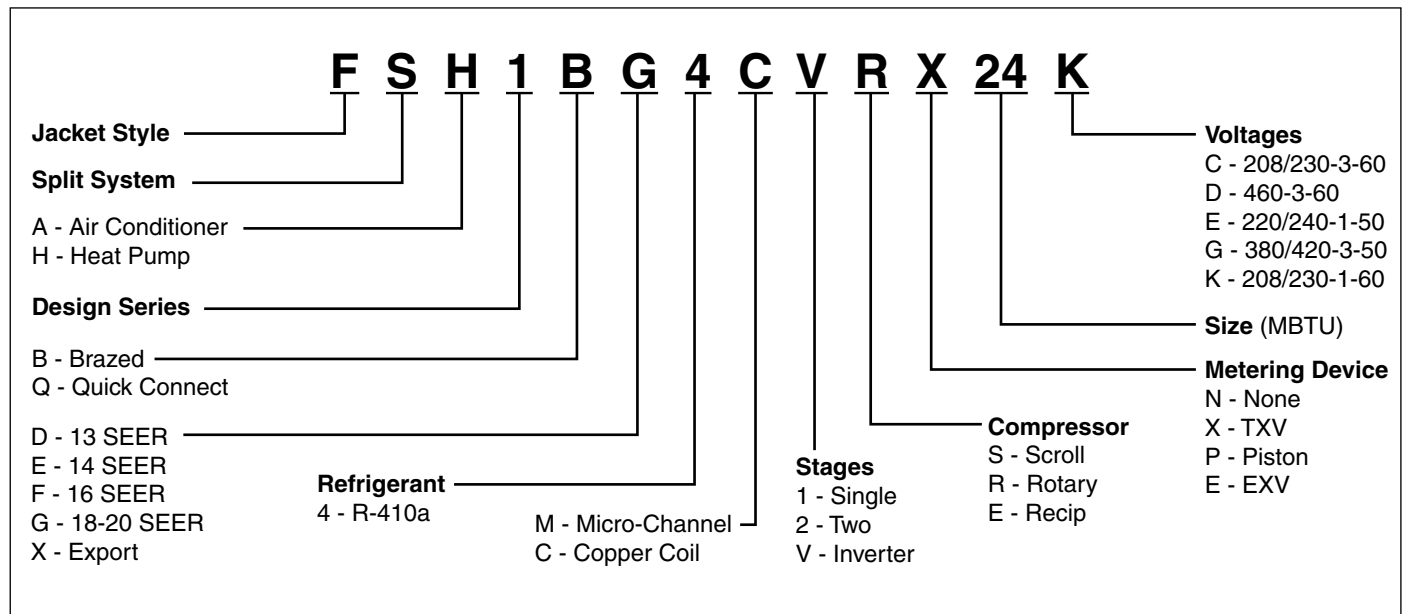 F S H 1 B G 4 C V R X 24 K
Jacket Style
Split System
A - Air Conditioner
H - Heat Pump
Design Series
B - Brazed
Q - Quick Connect
D - 13 SEER
E - 14 SEER
F - 16 SEER
G - 18-20 SEER
X - Export
Refrigerant
4 - R-410a
M - Micro-Channel
C - Copper Coil
Stages
1 - Single
2 - Two
V - Inverter
Compressor
S - Scroll
R - Rotary
E - Recip
Voltages
C - 208/230-3-60
D - 460-3-60
E - 220/240-1-50
G - 380/420-3-50
K - 208/230-1-60
Size (MBTU)
Metering Device
N - None
X - TXV
P - Piston
E - EXV